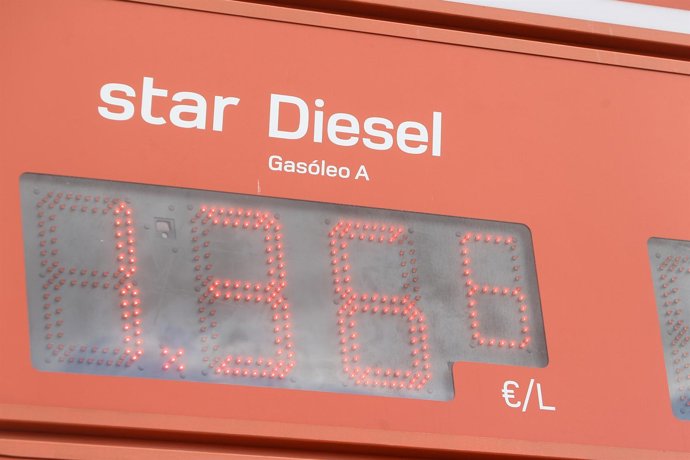 star Diesel
Gasóleo A
1.366
€/L